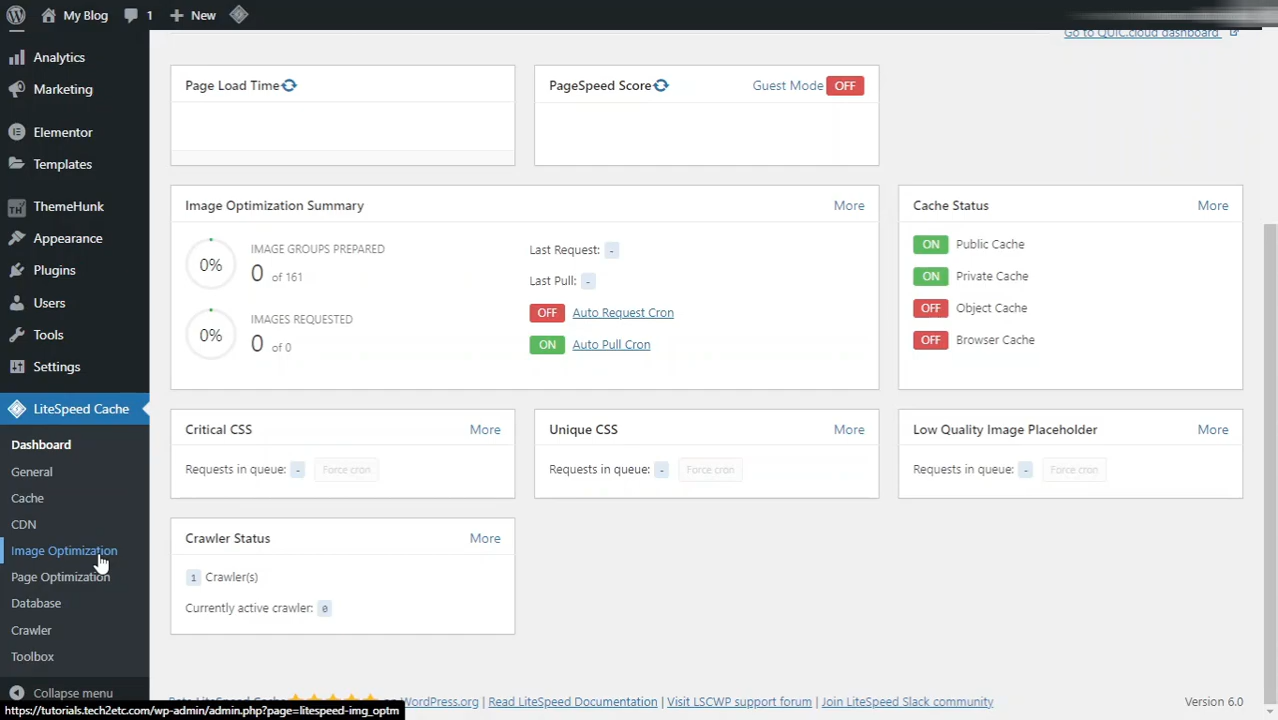 My Blog 1 New
Go to QUIC.cloud dashboard
Analytics
Marketing
Elementor
Templates
ThemeHunk
Appearance
Plugins
Users
Tools
Settings
LiteSpeed Cache
Dashboard
General
Cache
CDN
Image Optimization
Page Optimization
Database
Crawler
Toolbox
Collapse menu
Page Load Time
PageSpeed Score Guest Mode OFF
Image Optimization Summary More
0% IMAGE GROUPS PREPARED
0 of 161
0% IMAGES REQUESTED
0 of 0
Last Request: -
Last Pull: -
OFF Auto Request Cron
ON Auto Pull Cron
Cache Status More
ON Public Cache
ON Private Cache
OFF Object Cache
OFF Browser Cache
Critical CSS More
Requests in queue: - Force cron
Unique CSS More
Requests in queue: - Force cron
Low Quality Image Placeholder More
Requests in queue: - Force cron
Crawler Status More
1 Crawler(s)
Currently active crawler: 0
Rate LiteSpeed Cache on WordPress.org | Read LiteSpeed Documentation | Visit LSCWP support forum | Join LiteSpeed Slack community Version 6.0
https://tutorials.tech2etc.com/wp-admin/admin.php?page=litespeed-img_optm